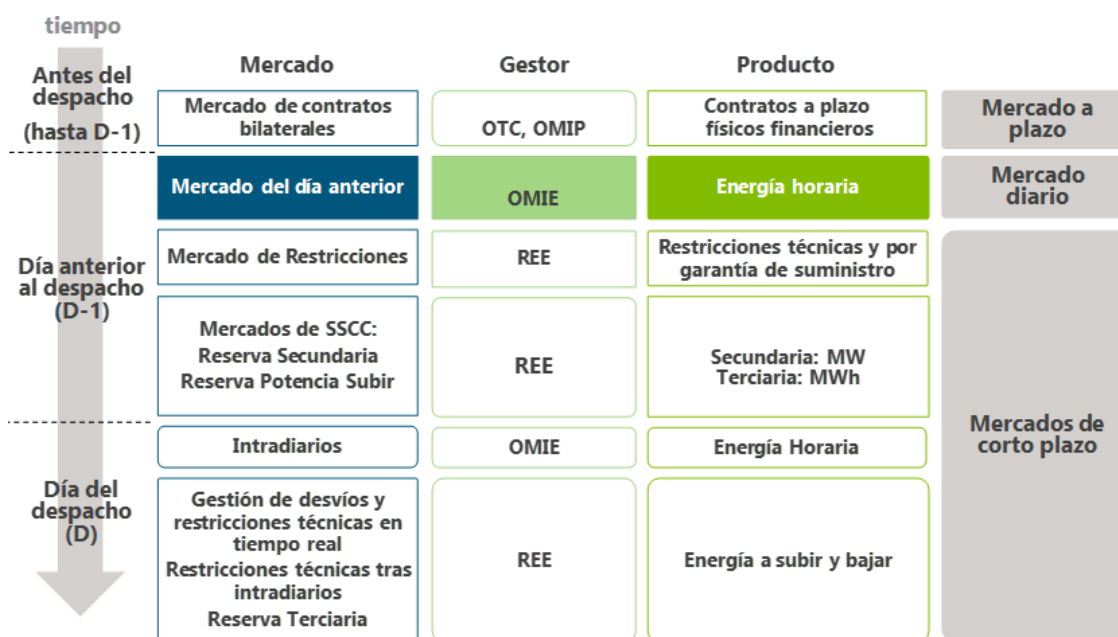 tiempo
Mercado
Gestor
Producto
Antes del
despacho
(hasta D-1)
Mercado de contratos
bilaterales
OTC, OMIP
Contratos a plazo
físicos financieros
Mercado a
plazo
Mercado del día anterior
OMIE
Energía horaria
Mercado
diario
Día anterior
al despacho
(D-1)
Mercado de Restricciones
REE
Restricciones técnicas y por
garantía de suministro
Mercados de SSCC:
Reserva Secundaria
Reserva Potencia Subir
REE
Secundaria: MW
Terciaria: MWh
Mercados de
corto plazo
Intradiarios
OMIE
Energía Horaria
Día del
despacho
(D)
Gestión de desvíos y
restricciones técnicas en
tiempo real
Restricciones técnicas tras
intradiarios
Reserva Terciaria
REE
Energía a subir y bajar